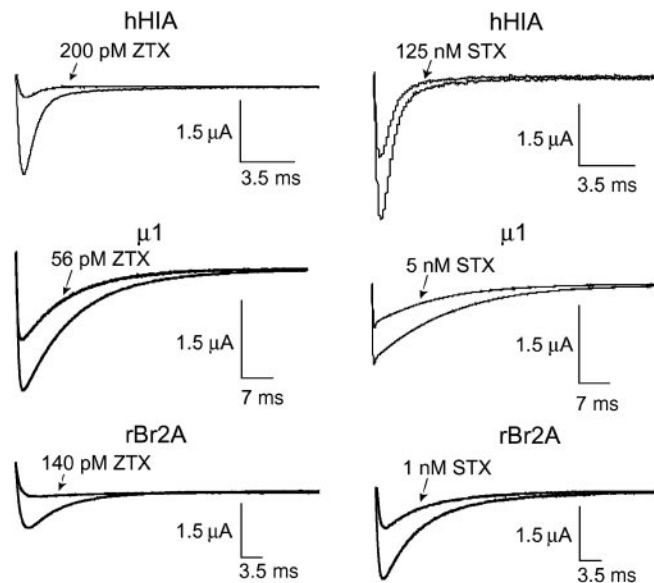 hHIA
200 pM ZTX
1.5 μA
3.5 ms
hHIA
125 nM STX
1.5 μA
3.5 ms
μ1
56 pM ZTX
1.5 μA
7 ms
μ1
5 nM STX
1.5 μA
7 ms
rBr2A
140 pM ZTX
1.5 μA
3.5 ms
rBr2A
1 nM STX
1.5 μA
3.5 ms